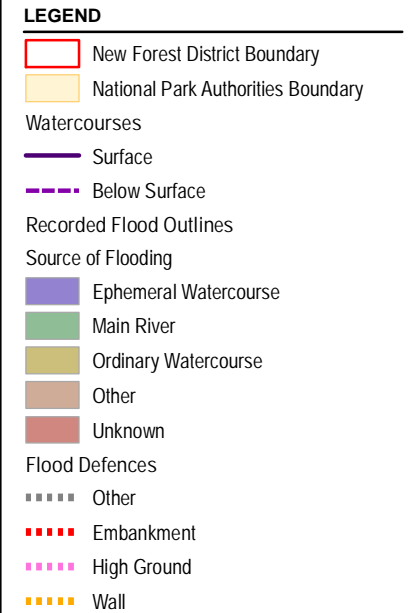 LEGEND
New Forest District Boundary
National Park Authorities Boundary
Watercourses
Surface
Below Surface
Recorded Flood Outlines
Source of Flooding
Ephemeral Watercourse
Main River
Ordinary Watercourse
Other
Unknown
Flood Defences
Other
Embankment
High Ground
Wall